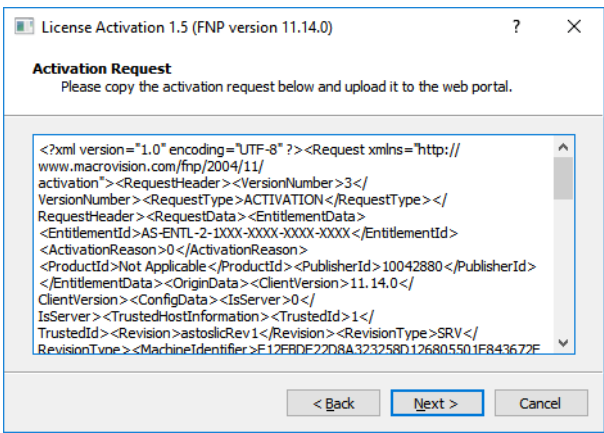 License Activation 1.5 (FNP version 11.14.0)
Activation Request
Please copy the activation request below and upload it to the web portal.
<?xml version="1.0" encoding="UTF-8" ?><Request xmlns="http://
www.macrovision.com/fnp/2004/11/
activation"><RequestHeader><VersionNumber>3</
VersionNumber><RequestType>ACTIVATION</RequestType></
RequestHeader><RequestData><EntitlementData>
<EntitlementId>AS-ENTL-2-1XXX-XXXX-XXXX-XXXX</EntitlementId>
<ActivationReason>0</ActivationReason>
<ProductId>Not Applicable</ProductId><PublisherId>10042880</PublisherId>
</EntitlementData><OriginData><ClientVersion>11.14.0</
ClientVersion><ConfigData><IsServer>0</
IsServer><TrustedHostInformation><TrustedId>1</
TrustedId><Revision>astoslicRev1</Revision><RevisionType>SRV</
RevisionType><MachineIdentifier>E12EBDE22D8A323258D126805501E843672E
< Back
Next >
Cancel